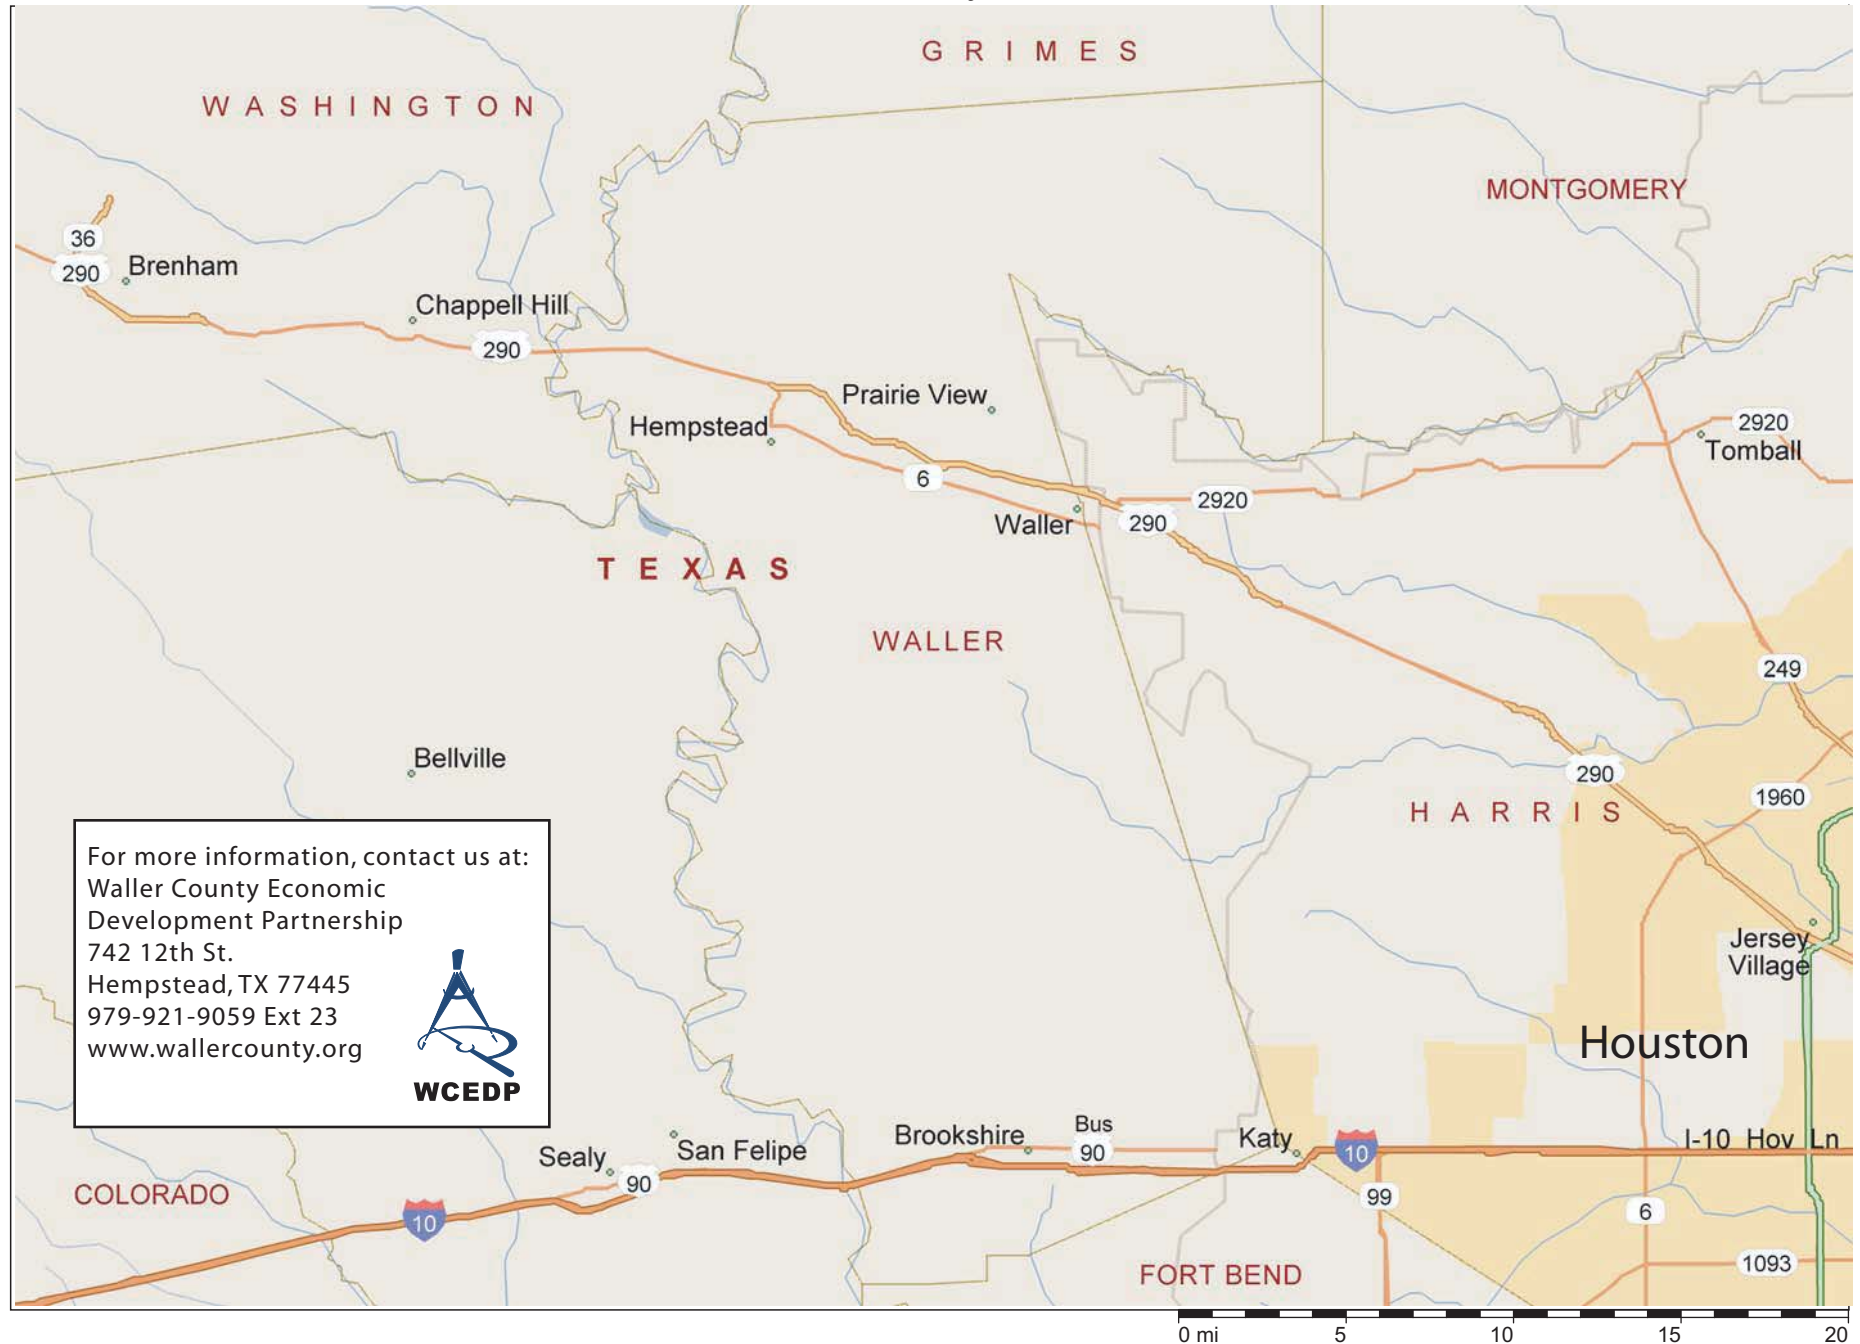 GRIMES
WASHINGTON
MONTGOMERY
36
290
Brenham
Chappell Hill
290
Prairie View
Hempstead
2920
Tomball
6
2920
Waller
290
TEXAS
WALLER
249
Bellville
290
1960
HARRIS
For more information, contact us at:
Waller County Economic
Development Partnership
742 12th St.
Hempstead, TX 77445
979-921-9059 Ext 23
www.wallercounty.org
WCEDP
Jersey
Village
Houston
Brookshire
Bus
90
Katy
10
I-10 Hov Ln
San Felipe
Sealy
90
COLORADO
10
99
6
FORT BEND
1093
0 mi 5 10 15 20